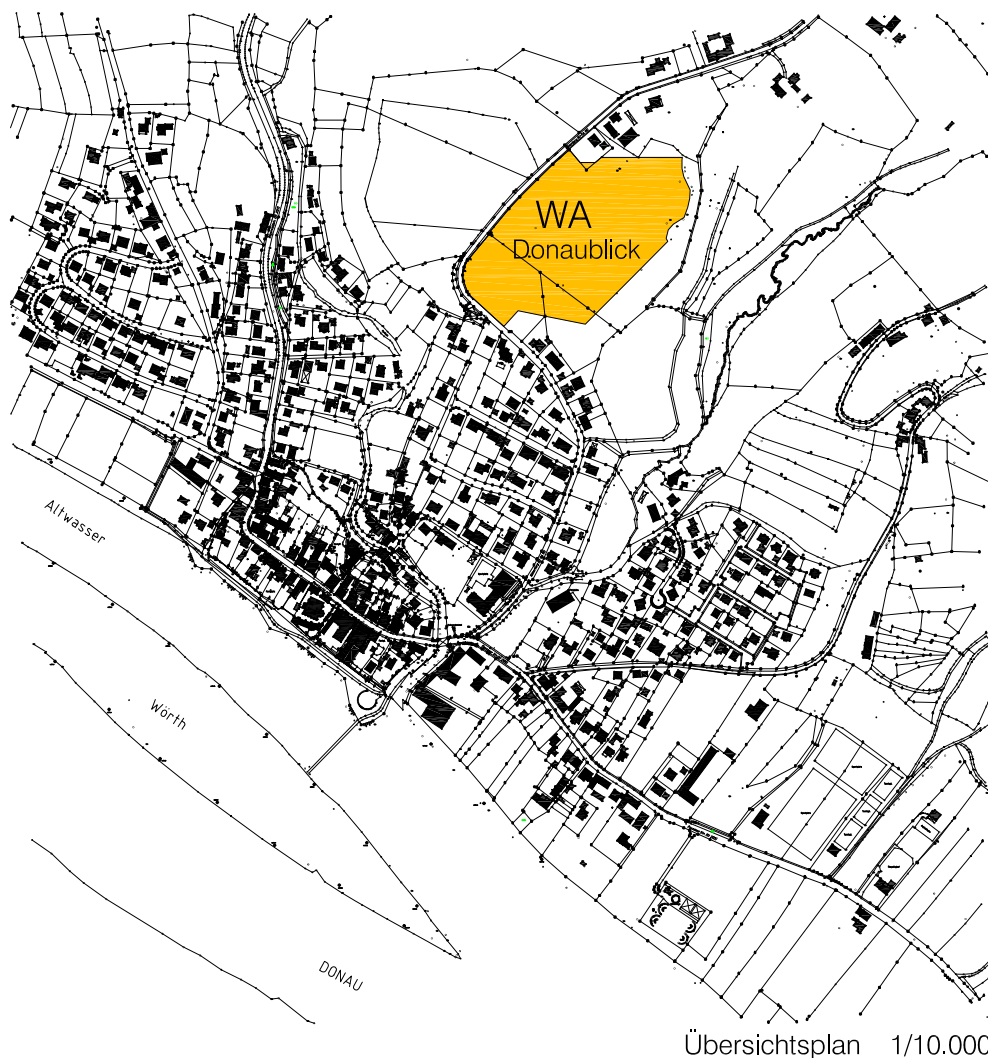 WA
Donaublick
Altwasser
Wörth
DONAU
Übersichtsplan 1/10.000